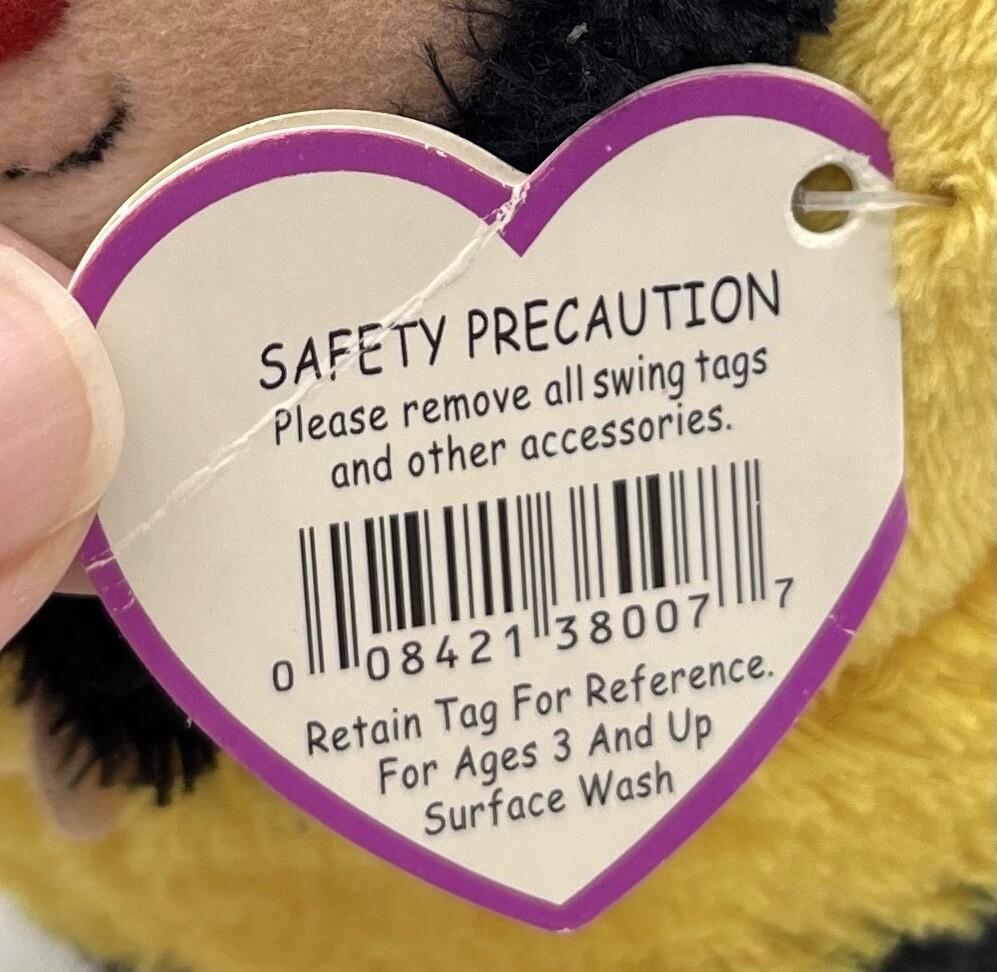 SAFETY PRECAUTION
Please remove all swing tags
and other accessories.
0 08421 38007 7
Retain Tag For Reference.
For Ages 3 And Up
Surface Wash